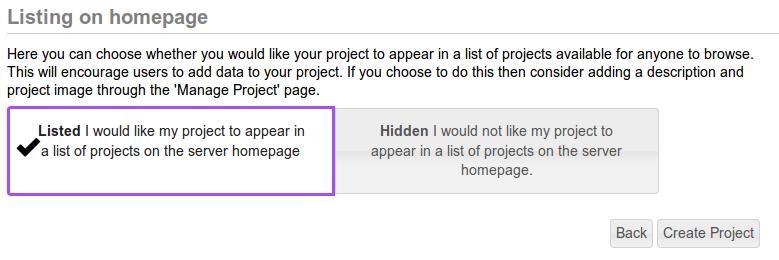 Listing on homepage
Here you can choose whether you would like your project to appear in a list of projects available for anyone to browse.
This will encourage users to add data to your project. If you choose to do this then consider adding a description and
project image through the 'Manage Project' page.
Listed I would like my project to appear in
a list of projects on the server homepage
Hidden I would not like my project to
appear in a list of projects on the server
homepage.
Back
Create Project